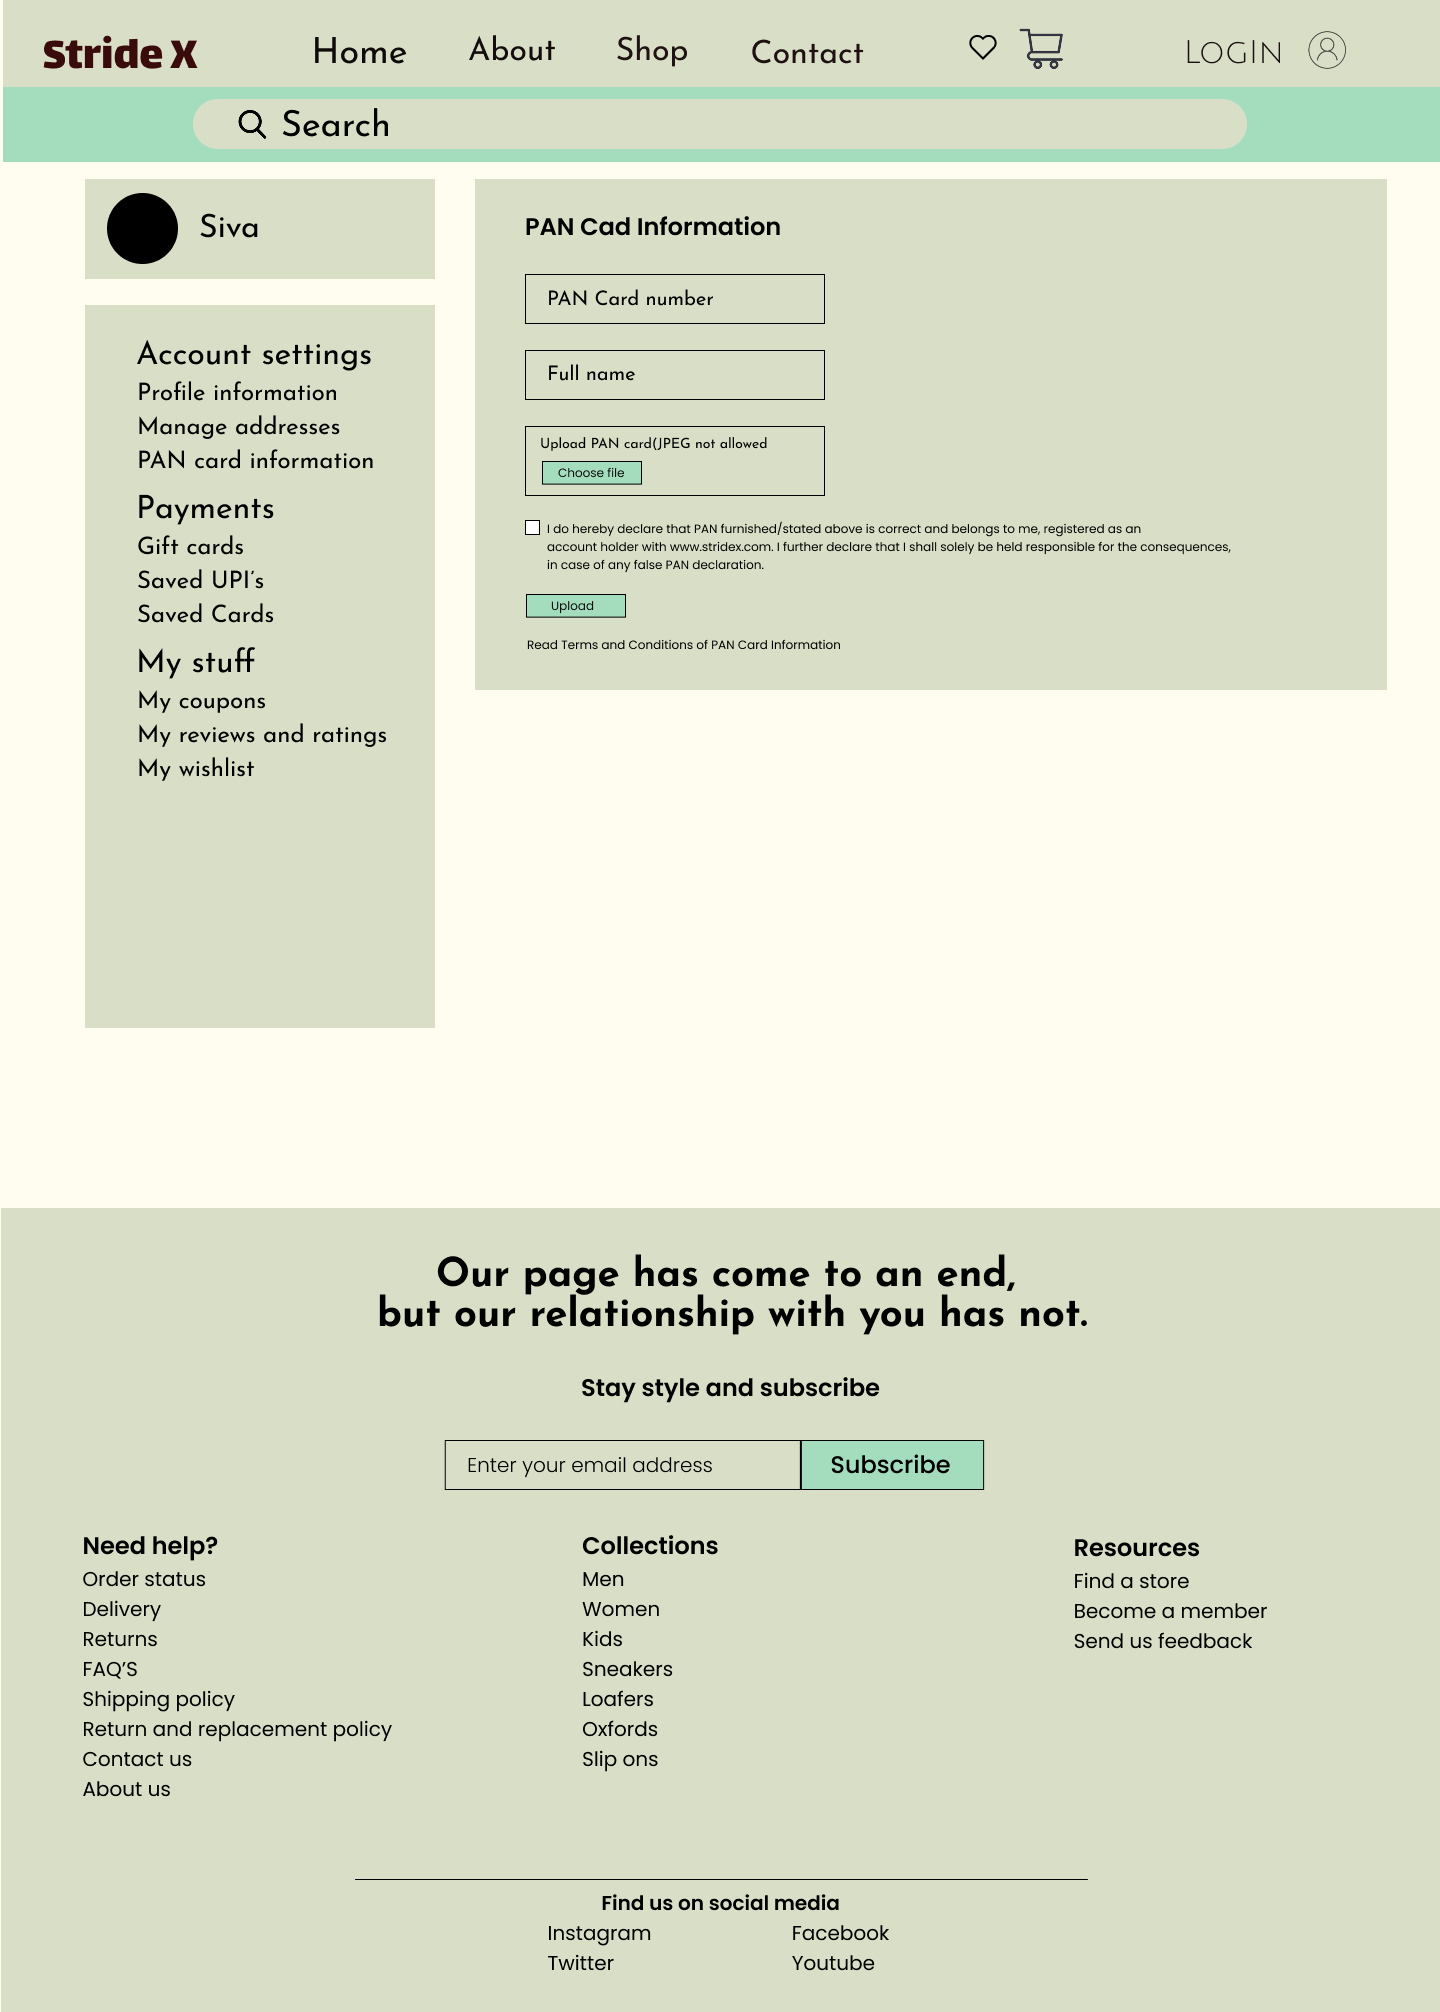 Stride X
Home
About
Shop
Contact
LOGIN
Search
Siva
Account settings
Profile information
Manage addresses
PAN card information
Payments
Gift cards
Saved UPI's
Saved Cards
My stuff
My coupons
My reviews and ratings
My wishlist
PAN Cad Information
PAN Card number
Full name
Upload PAN card(JPEG not allowed
Choose file
I do hereby declare that PAN furnished/stated above is correct and belongs to me, registered as an
account holder with www.stridex.com. I further declare that I shall solely be held responsible for the consequences,
in case of any false PAN declaration.
Upload
Read Terms and Conditions of PAN Card Information
Our page has come to an end,
but our relationship with you has not.
Stay style and subscribe
Enter your email address
Subscribe
Need help?
Order status
Delivery
Returns
FAQ'S
Shipping policy
Return and replacement policy
Contact us
About us
Collections
Men
Women
Kids
Sneakers
Loafers
Oxfords
Slip ons
Resources
Find a store
Become a member
Send us feedback
Find us on social media
Instagram
Facebook
Twitter
Youtube